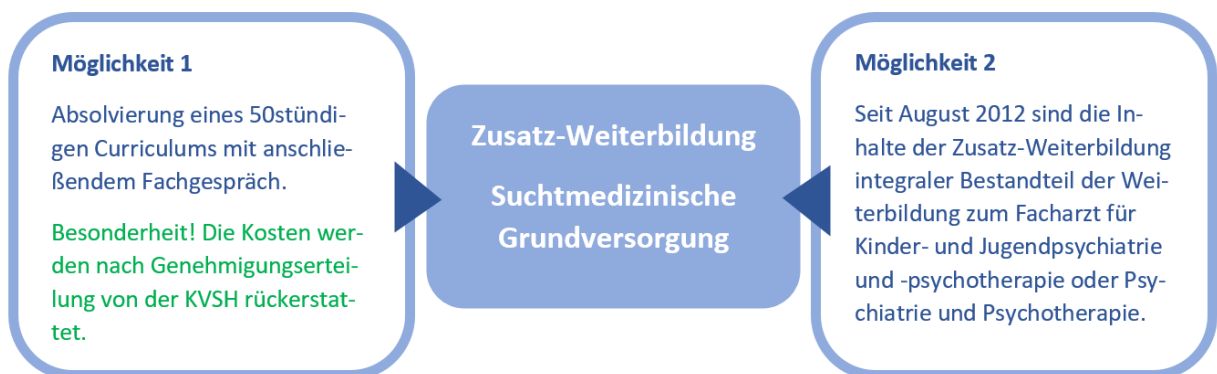 Möglichkeit 1
Absolvierung eines 50stündi-
gen Curriculums mit anschlie-
ßendem Fachgespräch.
Besonderheit! Die Kosten wer-
den nach Genehmigungsertei-
lung von der KVSH rückerstat-
tet.
Zusatz-Weiterbildung
Suchtmedizinische
Grundversorgung
Möglichkeit 2
Seit August 2012 sind die In-
halte der Zusatz-Weiterbildung
integraler Bestandteil der Wei-
terbildung zum Facharzt für
Kinder- und Jugendpsychiatrie
und -psychotherapie oder Psy-
chiatrie und Psychotherapie.